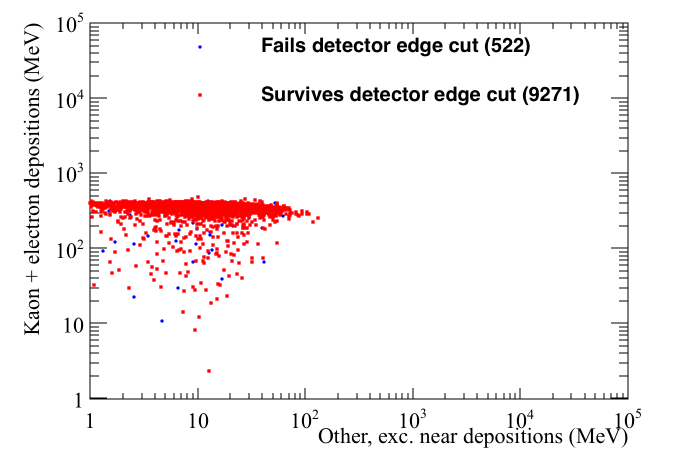 10^5
Fails detector edge cut (522)
10^4
Survives detector edge cut (9271)
10^3
10^2
10
1
Kaon + electron depositions (MeV)
1 10 10^2 10^3 10^4 10^5
Other, exc. near depositions (MeV)